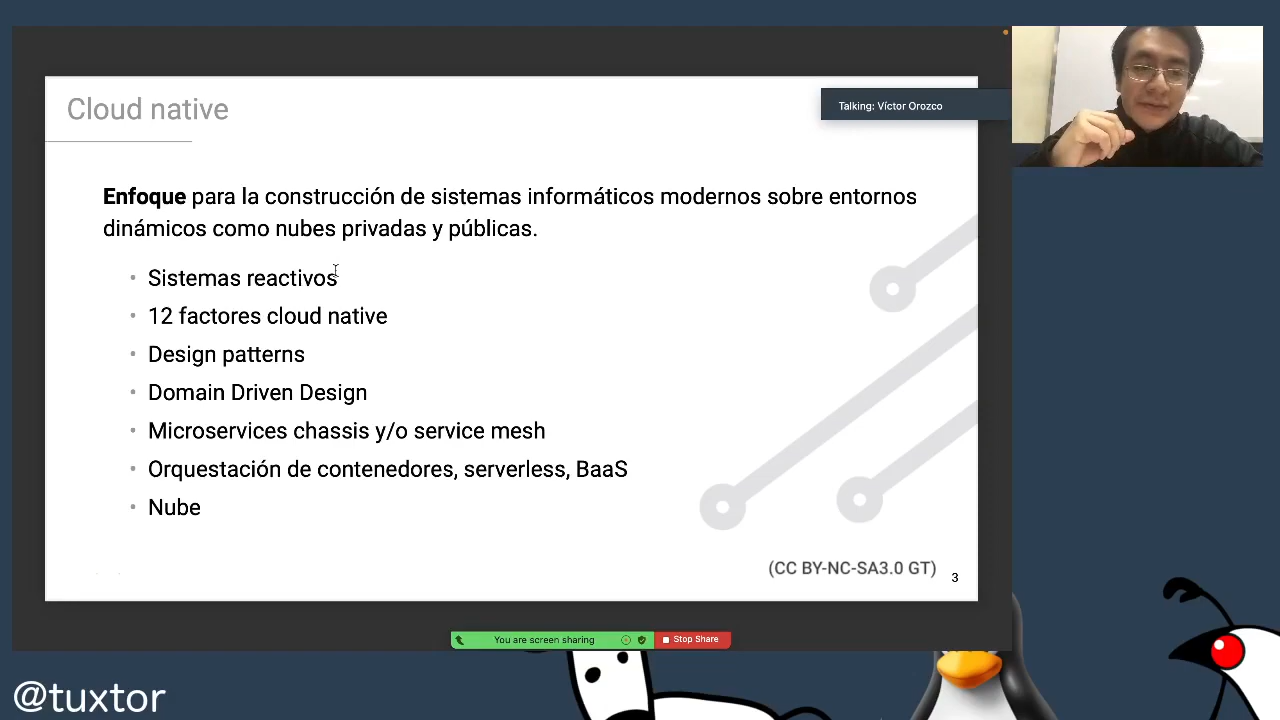 Cloud native
Talking: Víctor Orozco
Enfoque para la construcción de sistemas informáticos modernos sobre entornos
dinámicos como nubes privadas y públicas.
• Sistemas reactivos
• 12 factores cloud native
• Design patterns
• Domain Driven Design
• Microservices chassis y/o service mesh
• Orquestación de contenedores, serverless, BaaS
• Nube
(CC BY-NC-SA3.0 GT)
3
You are screen sharing
Stop Share
@tuxtor